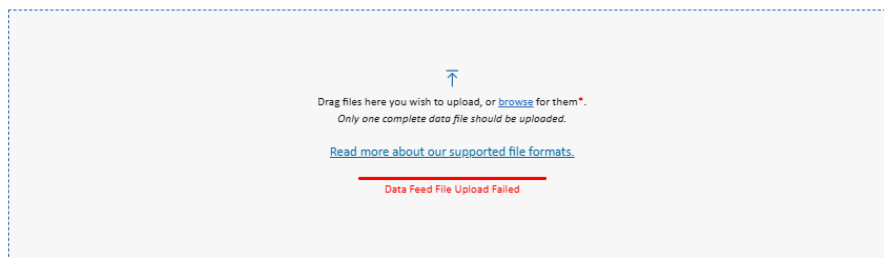 Drag files here you wish to upload, or browse for them*.
Only one complete data file should be uploaded.
Read more about our supported file formats.
Data Feed File Upload Failed